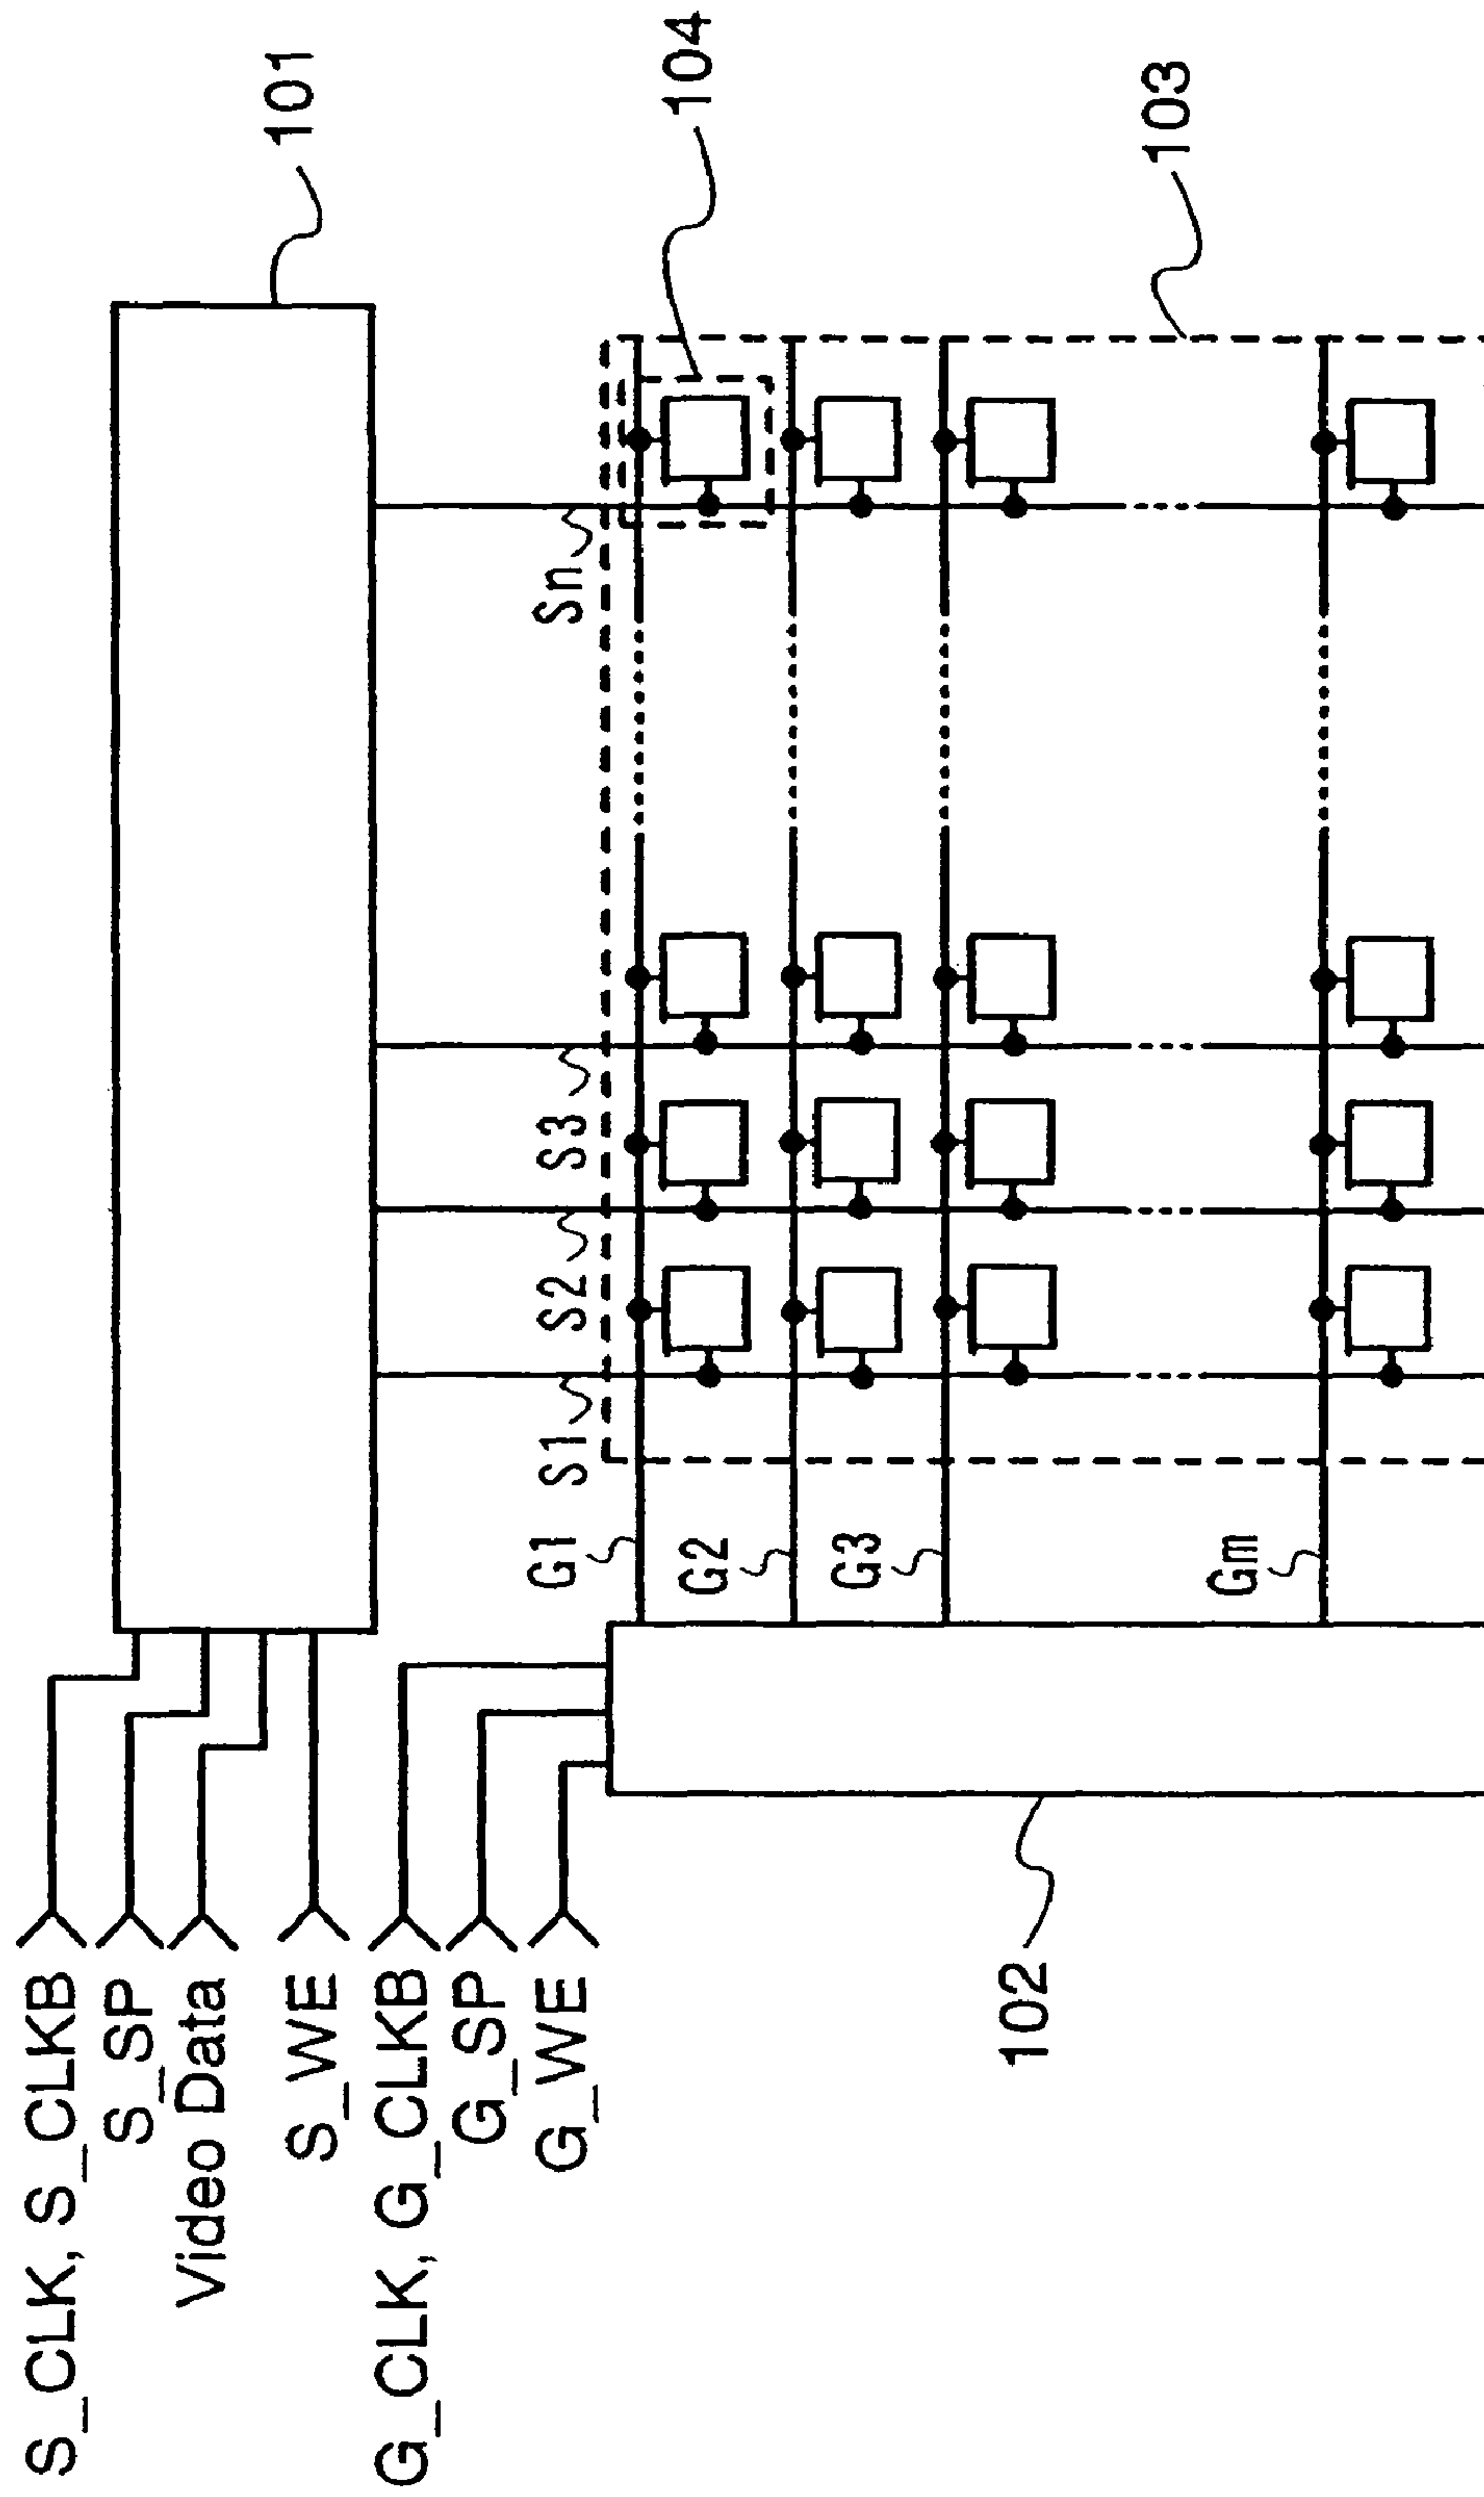 S_CLK, S_CLKB
S_SP
Video Data
S_WE
G_CLK, G_CLKB
G_SP
G_WE
101
102
103
104
S1
S2
S3
Sn
G1
G2
G3
Gm